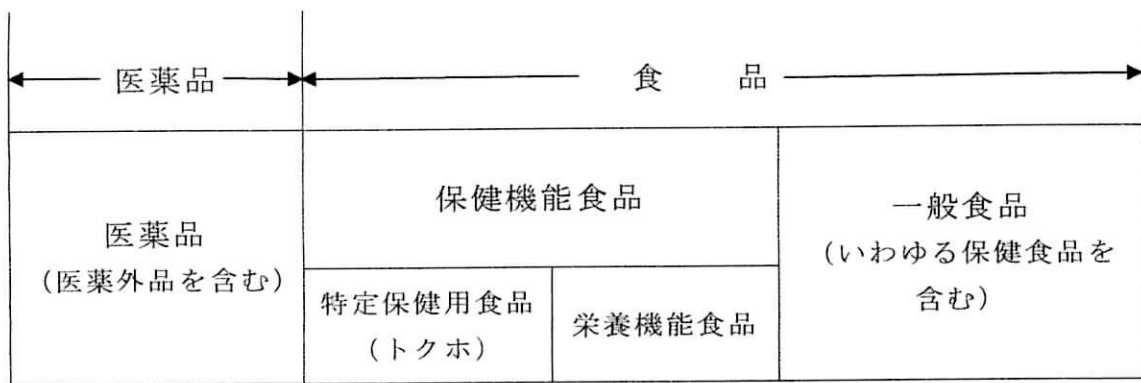 医薬品
食品
医薬品
(医薬外品を含む)
保健機能食品
特定保健用食品
(トクホ)
栄養機能食品
一般食品
(いわゆる保健食品を
含む)